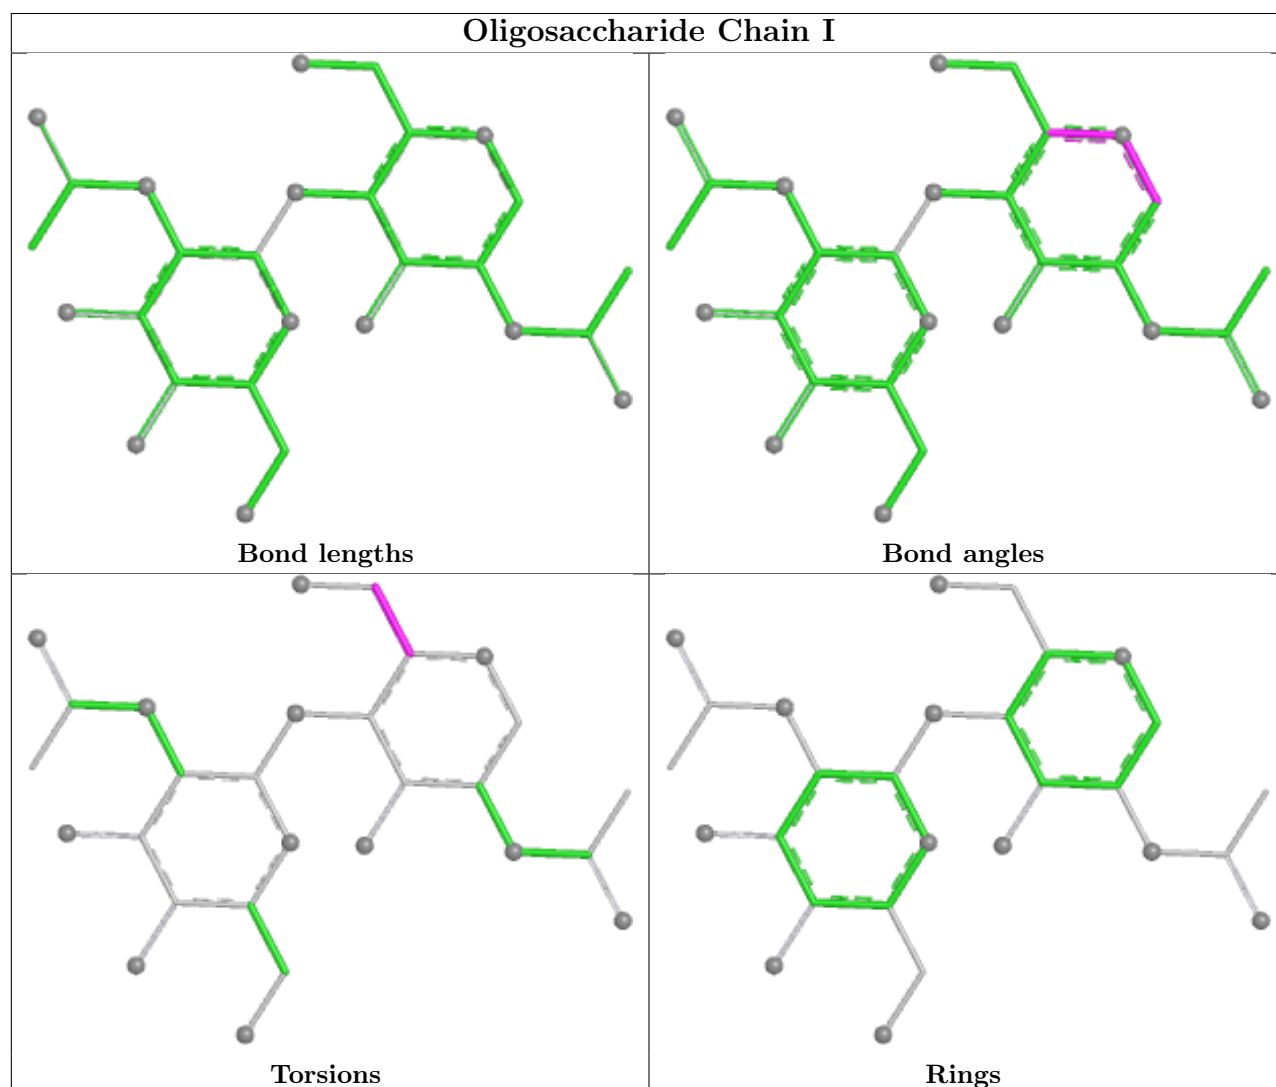 Oligosaccharide Chain I
Bond lengths
Bond angles
Torsions
Rings